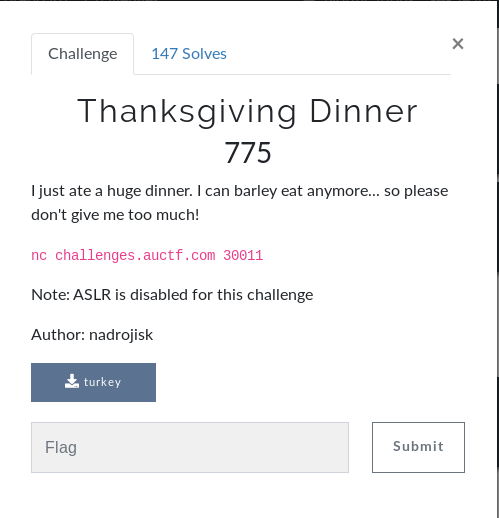 Challenge
147 Solves
×
Thanksgiving Dinner
775
I just ate a huge dinner. I can barley eat anymore... so please
don't give me too much!
nc challenges.auctf.com 30011
Note: ASLR is disabled for this challenge
Author: nadrojisk
turkey
Flag
Submit